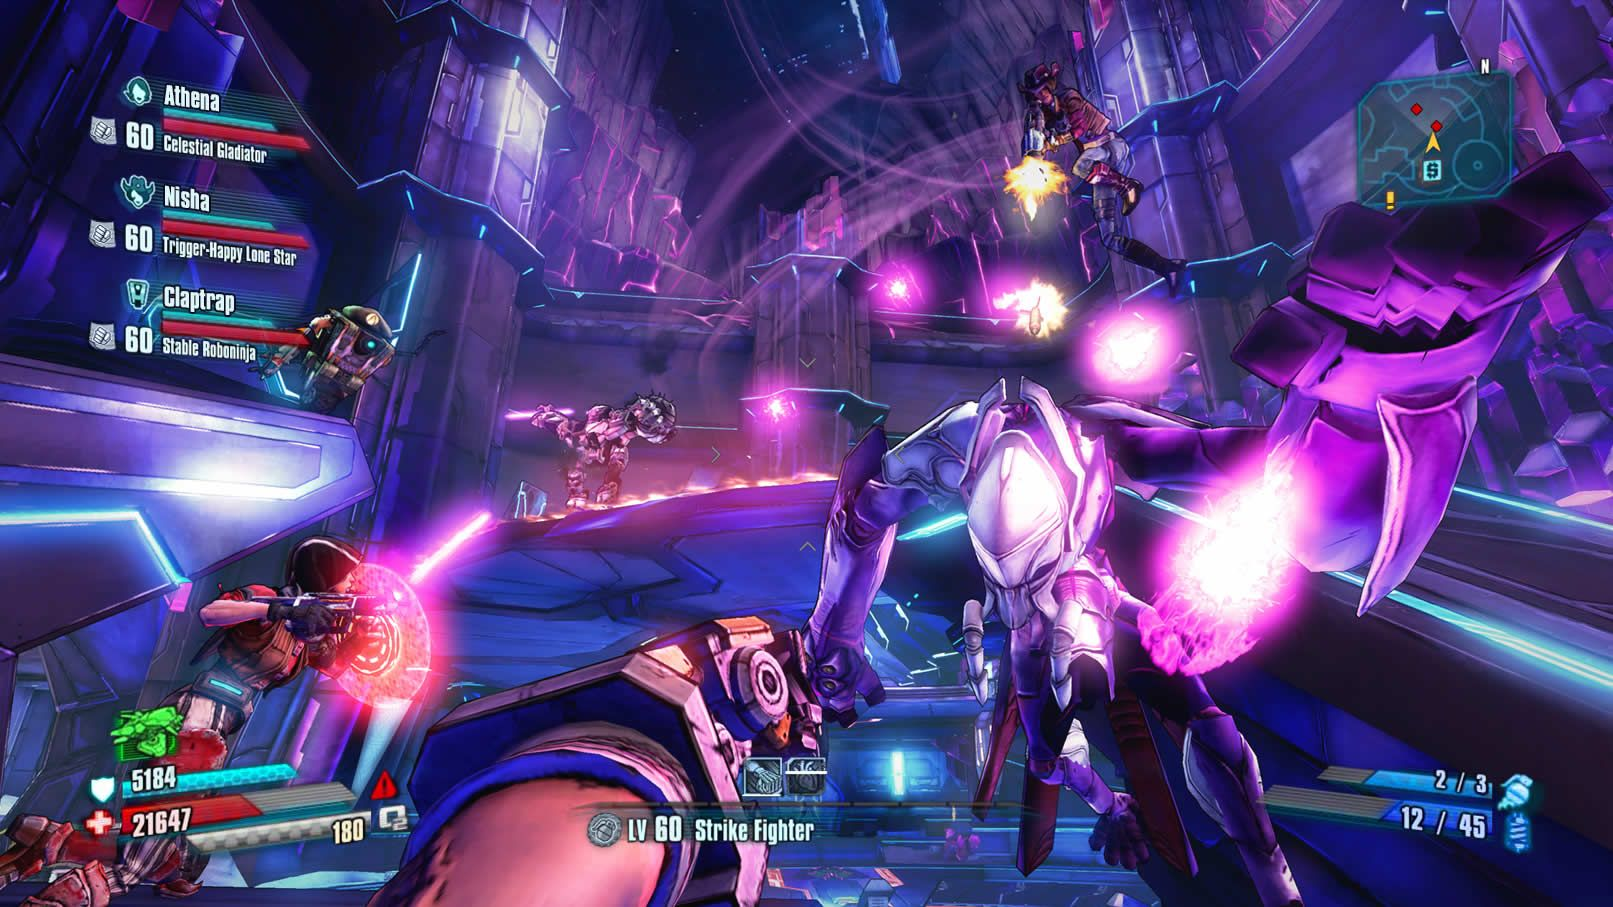 Athena
60 Celestial Gladiator
Nisha
60 Trigger-Happy Lone Star
Claptrap
60 Stable Roboninja
N
$
!
5184
21647
180
LV 60 Strike Fighter
2 / 3
12 / 45